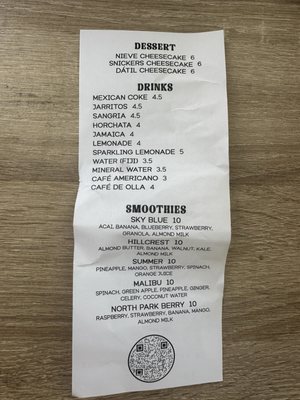 DESSERT
NIEVE CHEESECAKE 6
SNICKERS CHEESECAKE 6
DÁTIL CHEESECAKE 6
DRINKS
MEXICAN COKE 4.5
JARRITOS 4.5
SANGRIA 4.5
HORCHATA 4
JAMAICA 4
LEMONADE 4
SPARKLING LEMONADE 5
WATER (FIJI) 3.5
MINERAL WATER 3.5
CAFÉ AMERICANO 3
CAFÉ DE OLLA 4
SMOOTHIES
SKY BLUE 10
ACAI, BANANA, BLUEBERRY, STRAWBERRY,
GRANOLA, ALMOND MILK
HILLCREST 10
ALMOND BUTTER, BANANA, WALNUT, KALE,
ALMOND MILK
SUMMER 10
PINEAPPLE, MANGO, STRAWBERRY, SPINACH,
ORANGE JUICE
MALIBU 10
SPINACH, GREEN APPLE, PINEAPPLE, GINGER,
CELERY, COCONUT WATER
NORTH PARK BERRY 10
RASPBERRY, STRAWBERRY, BANANA, MANGO,
ALMOND MILK